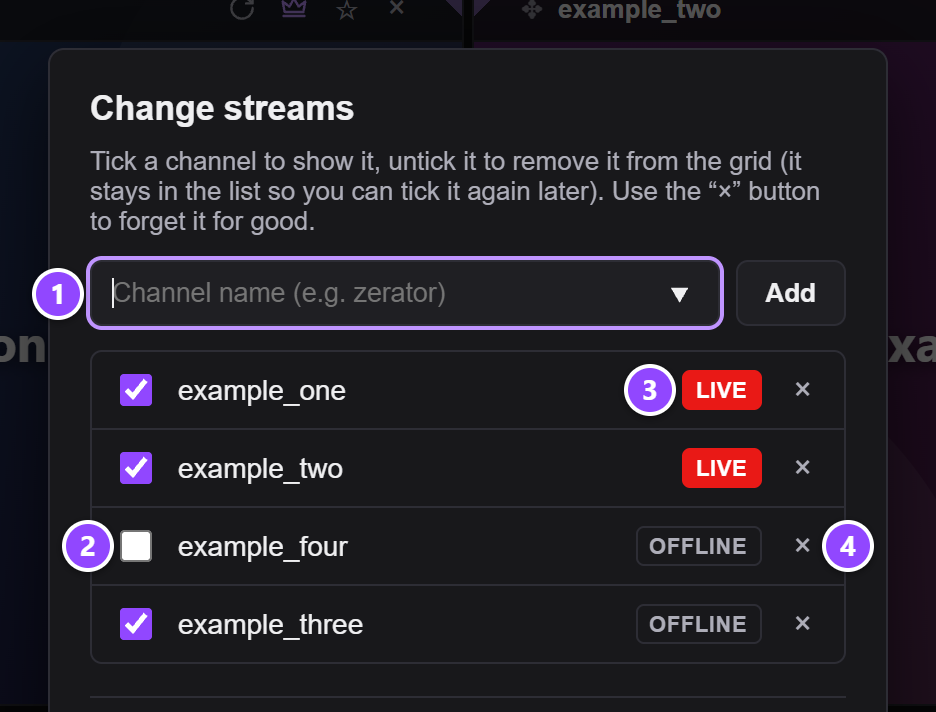 example_two
Change streams
Tick a channel to show it, untick it to remove it from the grid (it
stays in the list so you can tick it again later). Use the “×” button
to forget it for good.
1
Channel name (e.g. zerator)
▼
Add
on
xa
example_one
3
LIVE
×
example_two
LIVE
×
2
example_four
OFFLINE
×
4
example_three
OFFLINE
×